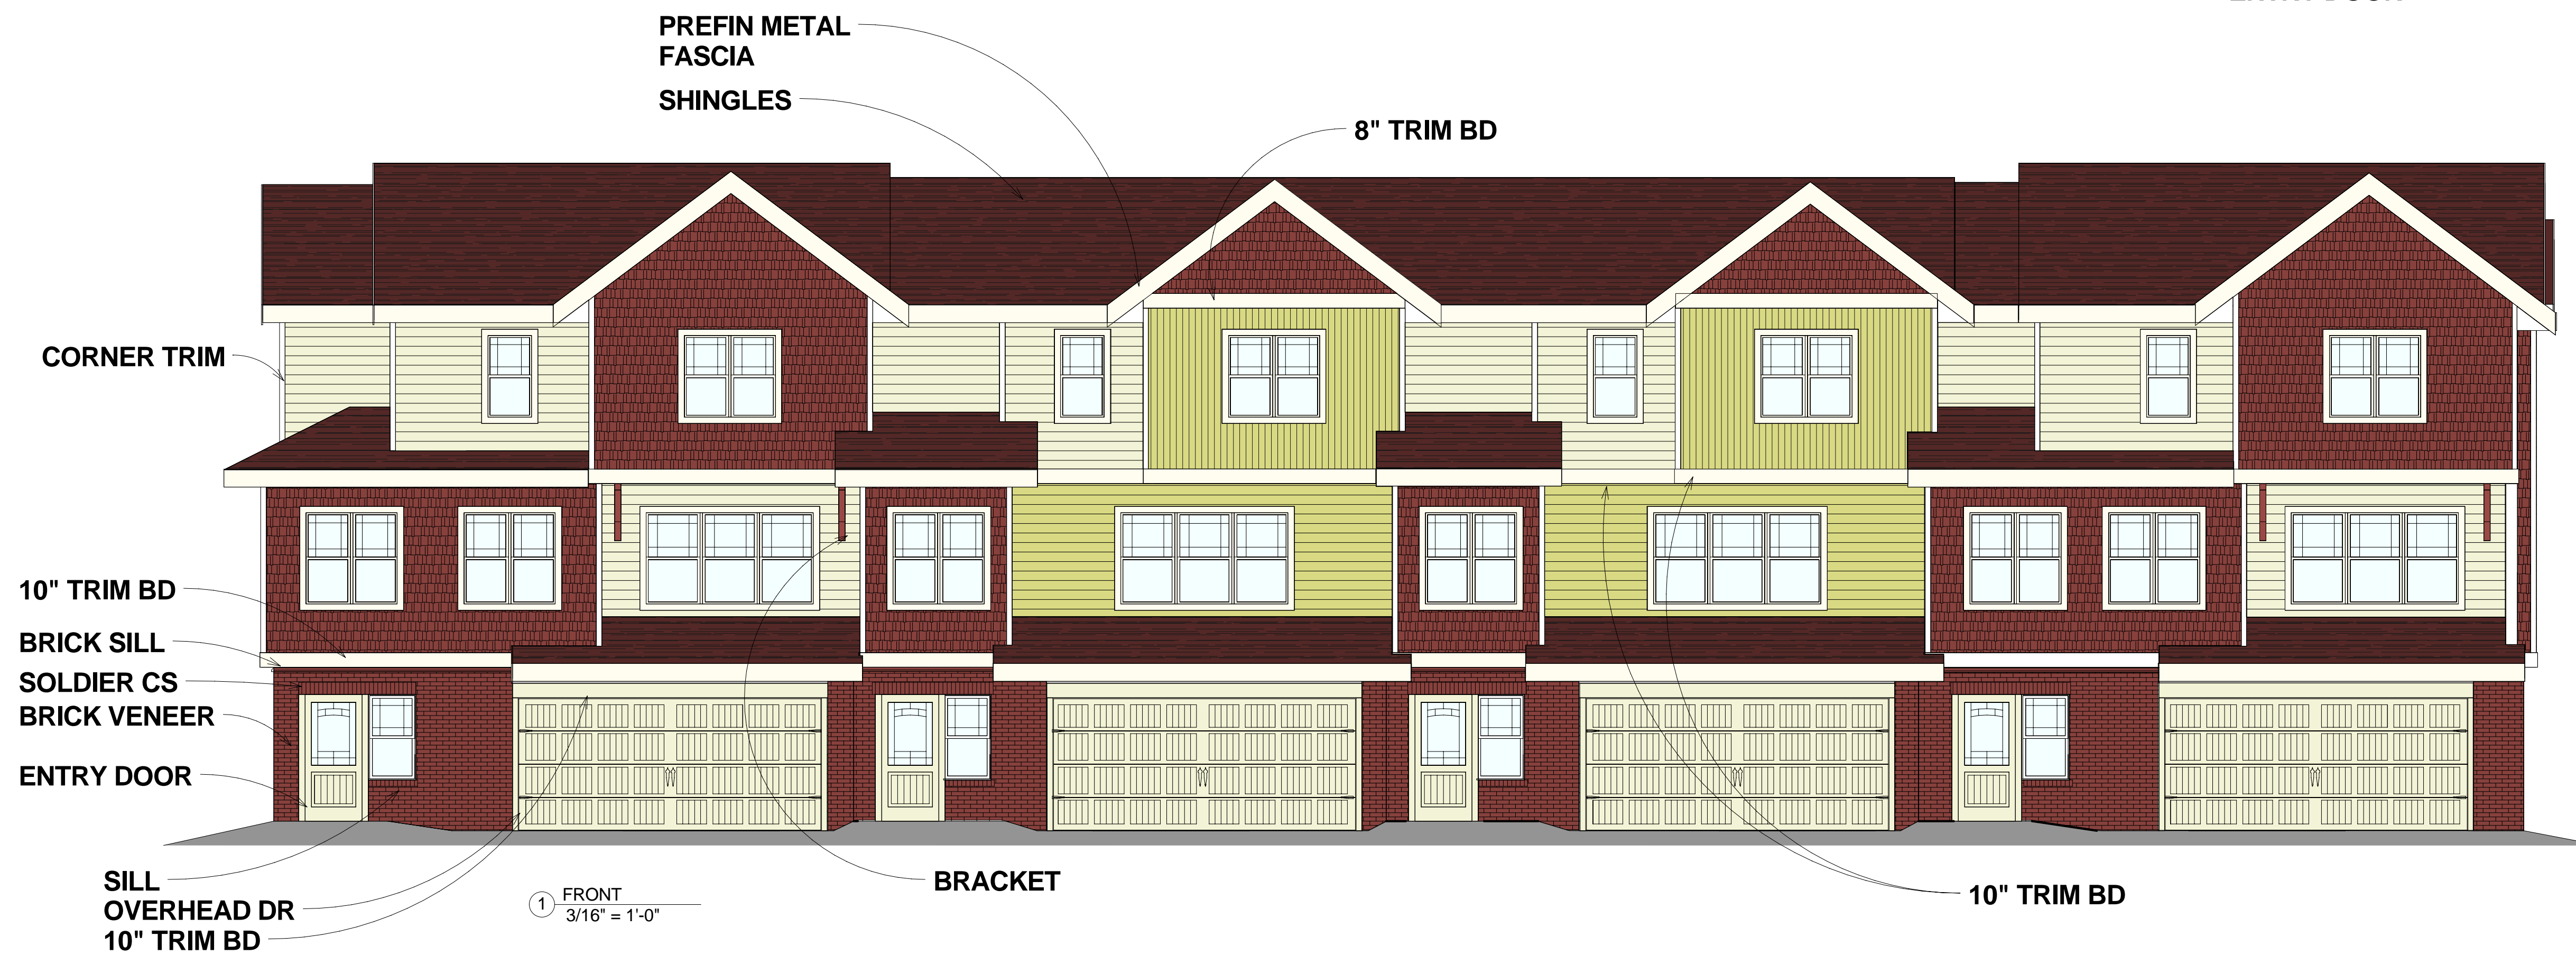 PREFIN METAL
FASCIA
SHINGLES
8" TRIM BD
CORNER TRIM
10" TRIM BD
BRICK SILL
SOLDIER CS
BRICK VENEER
ENTRY DOOR
SILL
OVERHEAD DR
10" TRIM BD
1 FRONT
3/16" = 1'-0"
BRACKET
10" TRIM BD